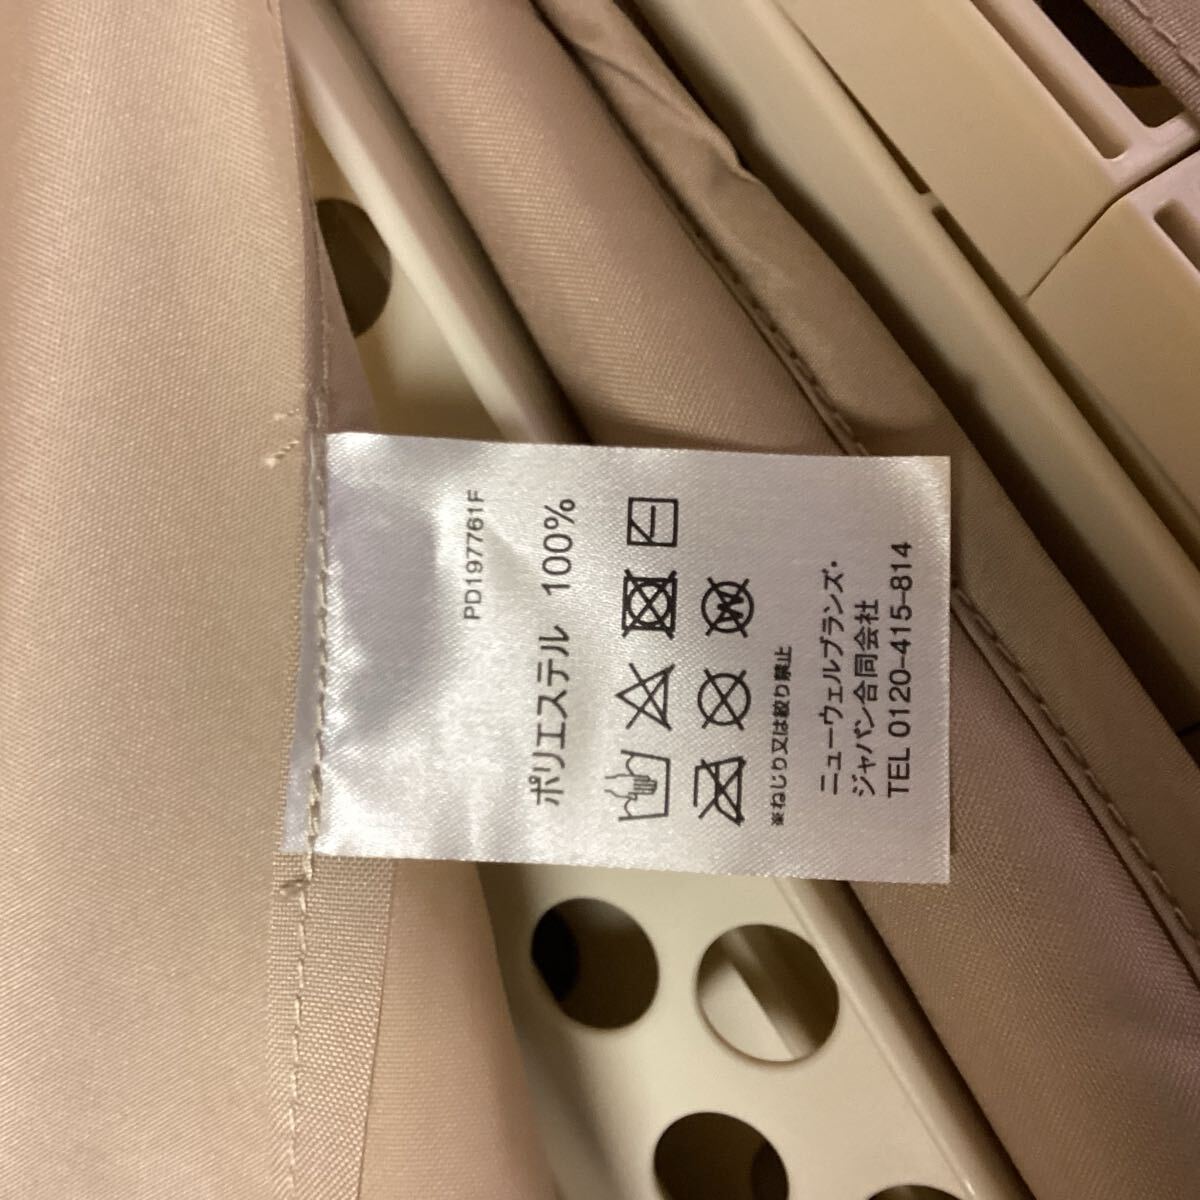 PD197761F
ポリエステル 100%
W
※ねじり又は絞り禁止
ニューウェルブランズ・
ジャパン合同会社
TEL 0120-415-814